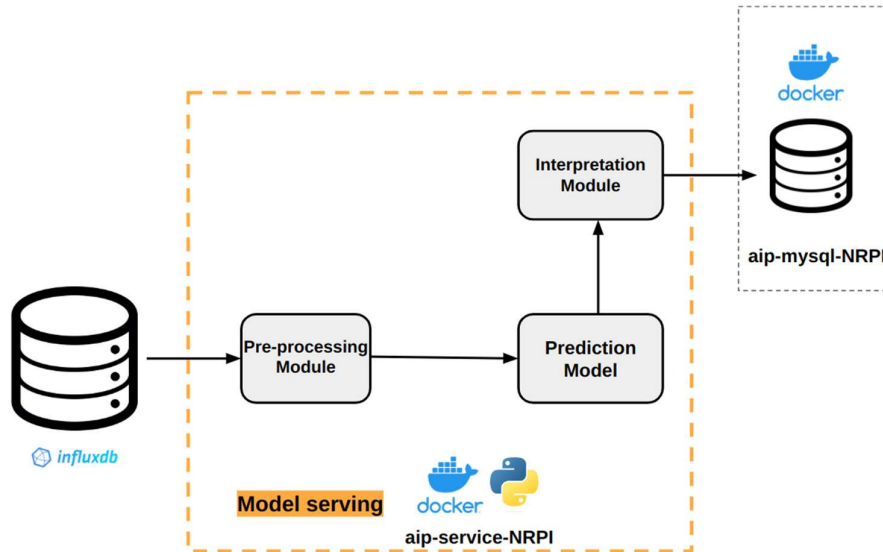 docker
aip-mysql-NRPI
Interpretation
Module
Pre-processing
Module
Prediction
Model
influxdb
Model serving
docker
aip-service-NRPI